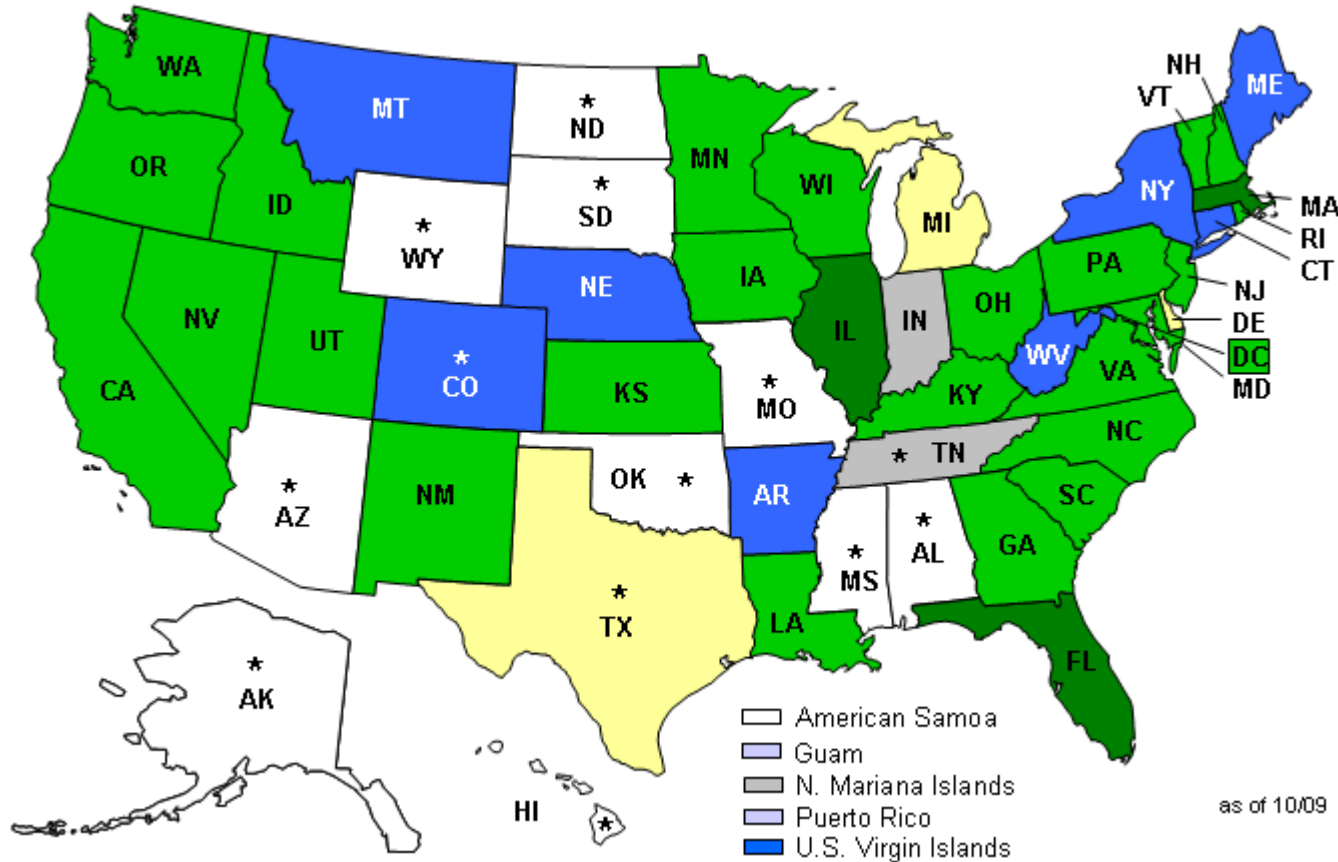 WA
MT
* ND
MN
OR
ID
* SD
WI
MI
VT
NH
ME
NY
MA
RI
CT
* WY
NE
IA
PA
NJ
DE
DC
MD
NV
UT
* CO
KS
* MO
IL
IN
OH
WV
VA
KY
CA
NC
* TN
SC
* AZ
NM
OK *
AR
* MS
* AL
GA
* TX
LA
FL
* AK
HI *
American Samoa
Guam
N. Mariana Islands
Puerto Rico
U.S. Virgin Islands
as of 10/09